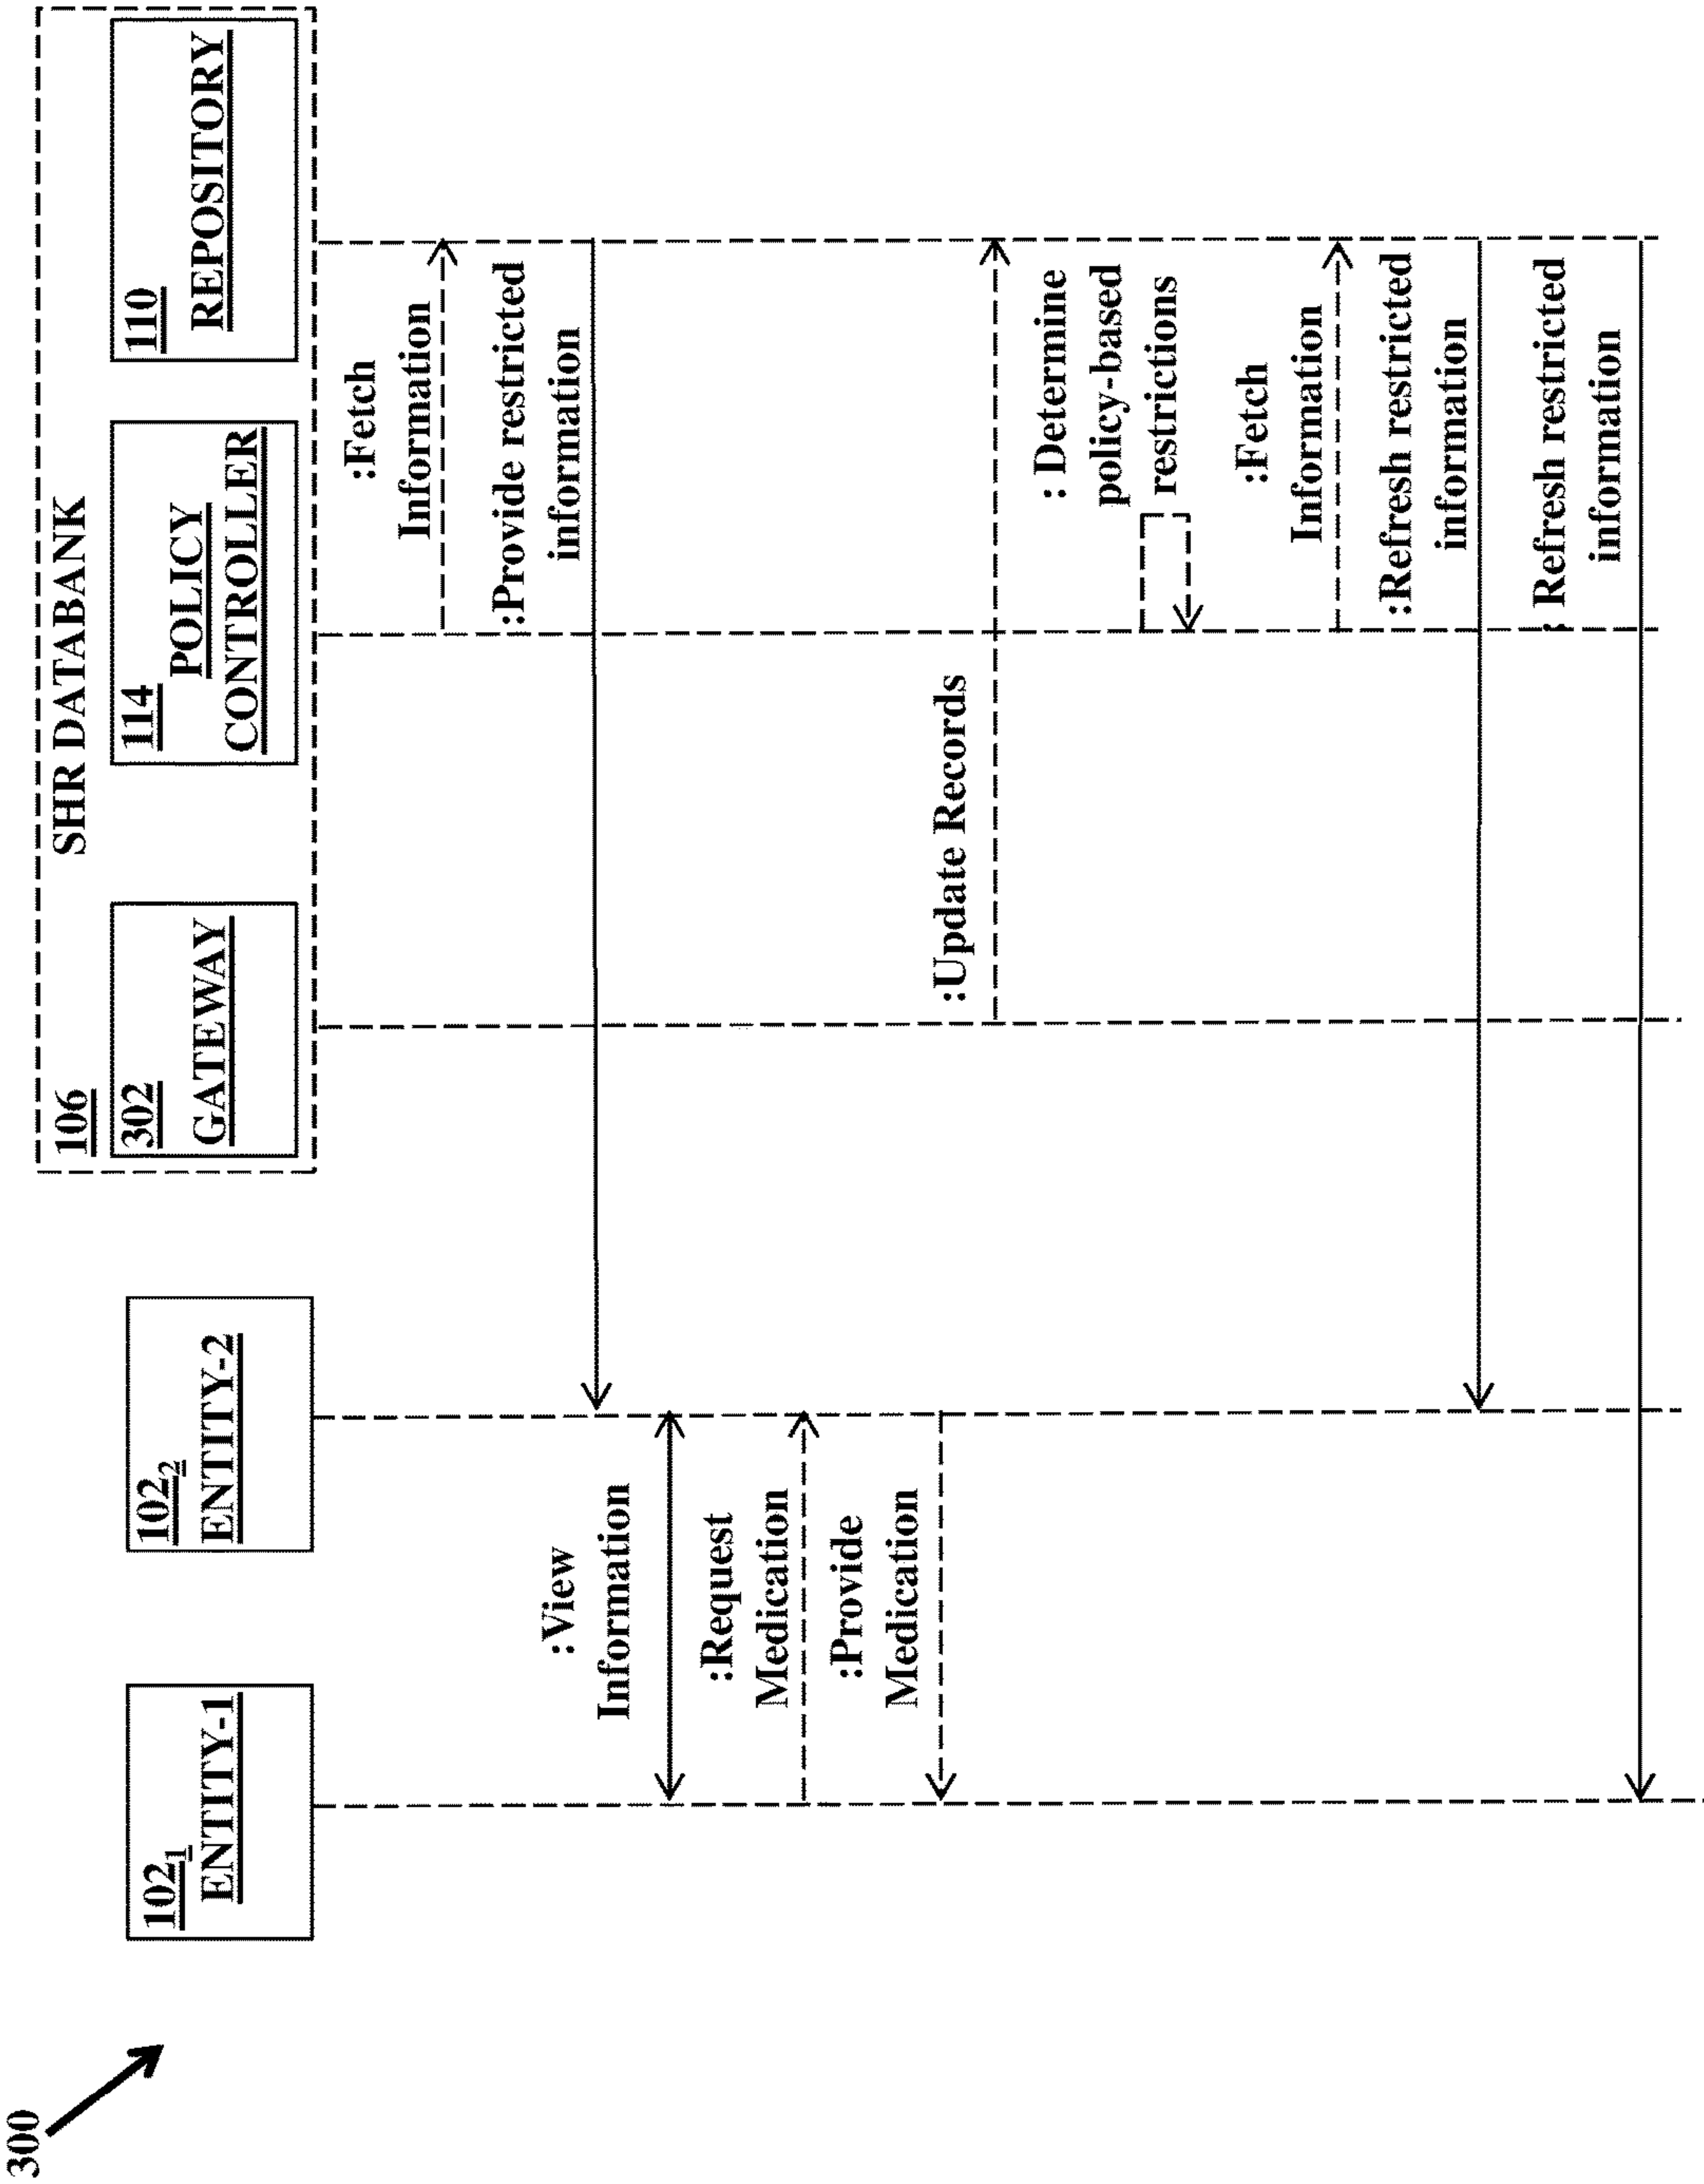 300
106
SHR DATABANK
102₁
ENTITY-1
102₂
ENTITY-2
302
GATEWAY
114
POLICY
CONTROLLER
110
REPOSITORY
:Fetch
Information
:Provide restricted
information
:View
Information
:Request
Medication
:Provide
Medication
:Update Records
: Determine
policy-based
restrictions
:Fetch
Information
:Refresh restricted
information
: Refresh restricted
information